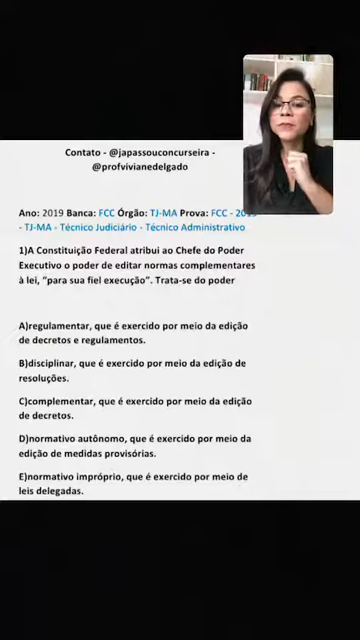 Contato - @japassouconcurseira -
@profvivianedelgado
Ano: 2019 Banca: FCC Órgão: TJ-MA Prova: FCC - 2019
- TJ-MA - Técnico Judiciário - Técnico Administrativo
1)A Constituição Federal atribui ao Chefe do Poder
Executivo o poder de editar normas complementares
à lei, "para sua fiel execução". Trata-se do poder
A)regulamentar, que é exercido por meio da edição
de decretos e regulamentos.
B)disciplinar, que é exercido por meio da edição de
resoluções.
C)complementar, que é exercido por meio da edição
de decretos.
D)normativo autônomo, que é exercido por meio da
edição de medidas provisórias.
E)normativo impróprio, que é exercido por meio de
leis delegadas.